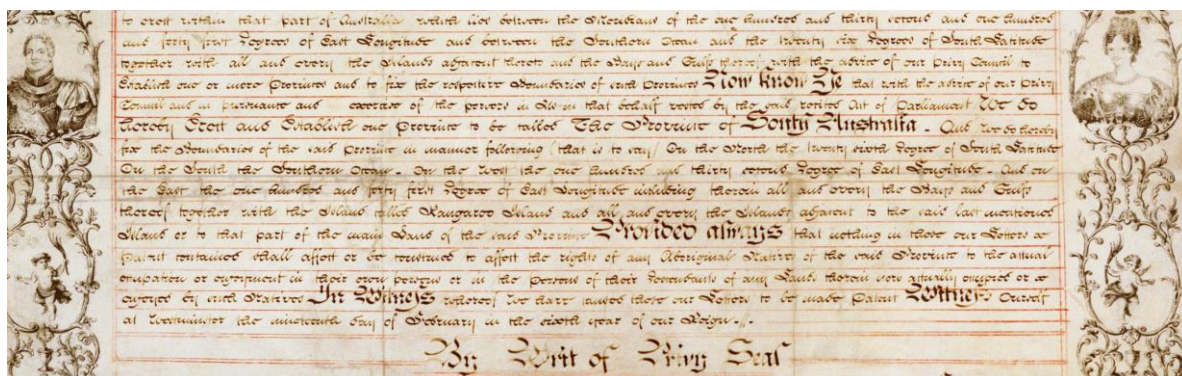 to erect within that part of Australia which lies between the Meridians of the one hundred and thirty second and one hundred
and forty first Degrees of East Longitude and between the Southern Ocean and the twenty six Degrees of South Latitude
together with all and every the Islands adjacent thereto and the Bays and Gulfs thereof with the advice of our Privy Council to
Establish one or more Provinces and to fix the respective Boundaries of such Provinces Now Know Ye that with the advice of our Privy
Council and in pursuance and exercise of the powers in Us in that behalf vested by the said recited Act of Parliament We do
hereby Erect and Establish one Province to be called The Province of South Australia - And we do hereby
fix the Boundaries of the said Province in manner following (that is to say) On the North the twenty sixth Degree of South Latitude
On the South the Southern Ocean - On the West the one hundred and thirty second Degree of East Longitude - And on
the East the one hundred and forty first Degree of East Longitude including therein all and every the Bays and Gulfs
thereof together with the Island called Kangaroo Island and all and every the Islands adjacent to the said last mentioned
Island or to that part of the main Land of the said Province Provided always that nothing in those our Letters
Patent contained shall affect or be construed to affect the rights of any Aboriginal Natives of the said Province to the actual
occupation or enjoyment in their own persons or in the persons of their Descendants of any Lands therein now actually occupied or
enjoyed by such Natives In Witness whereof We have caused these our Letters to be made Patent Witness Ourself
at Westminster the nineteenth day of February in the sixth year of our Reign -
By Writ of Privy Seal